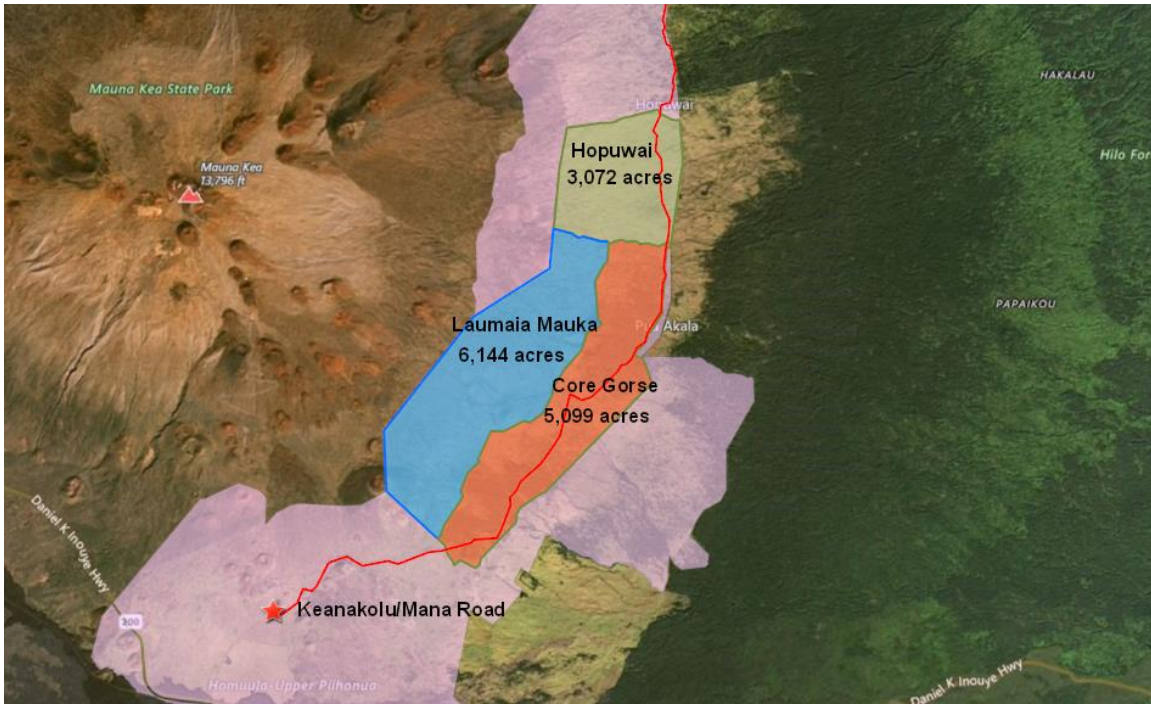 HAKALAU
Mauna Kea State Park
Hopuwai
Hopuwai
3,072 acres
Hilo For
Mauna Kea
13,796 ft
PAPAIKOU
Laumaia Mauka
6,144 acres
Pua Akala
Core Gorse
5,099 acres
Daniel K Inouye Hwy
200
Keanakolu/Mana Road
Humuula-Upper Piihonua
Daniel K Inouye Hwy